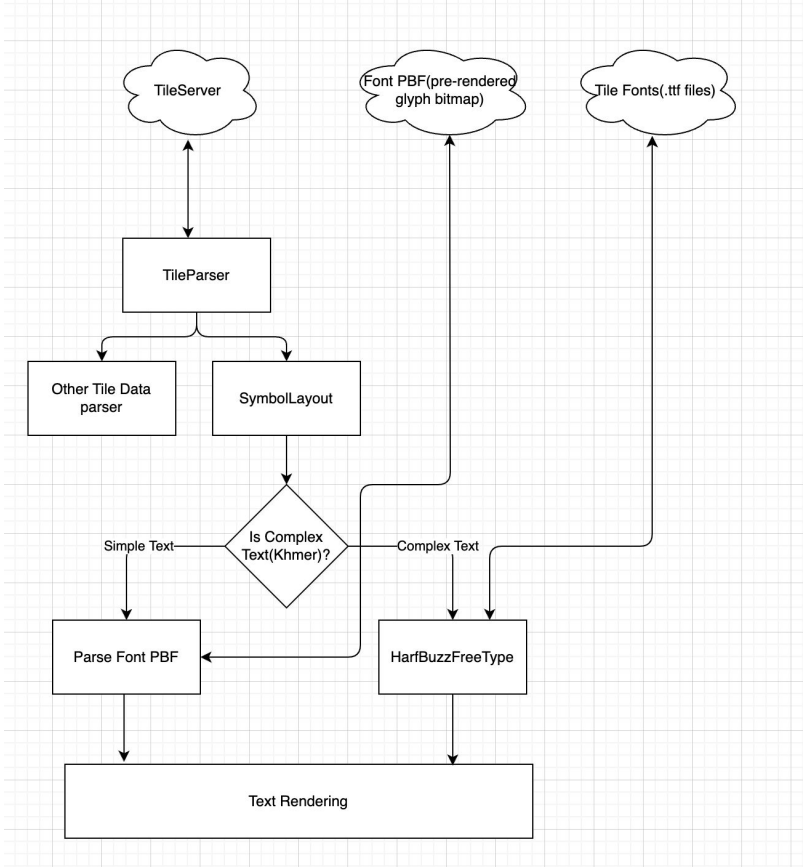 TileServer
Font PBF(pre-rendered
glyph bitmap)
Tile Fonts(.ttf files)
TileParser
Other Tile Data
parser
SymbolLayout
Is Complex
Text(Khmer)?
Simple Text
Complex Text
Parse Font PBF
HarfBuzzFreeType
Text Rendering